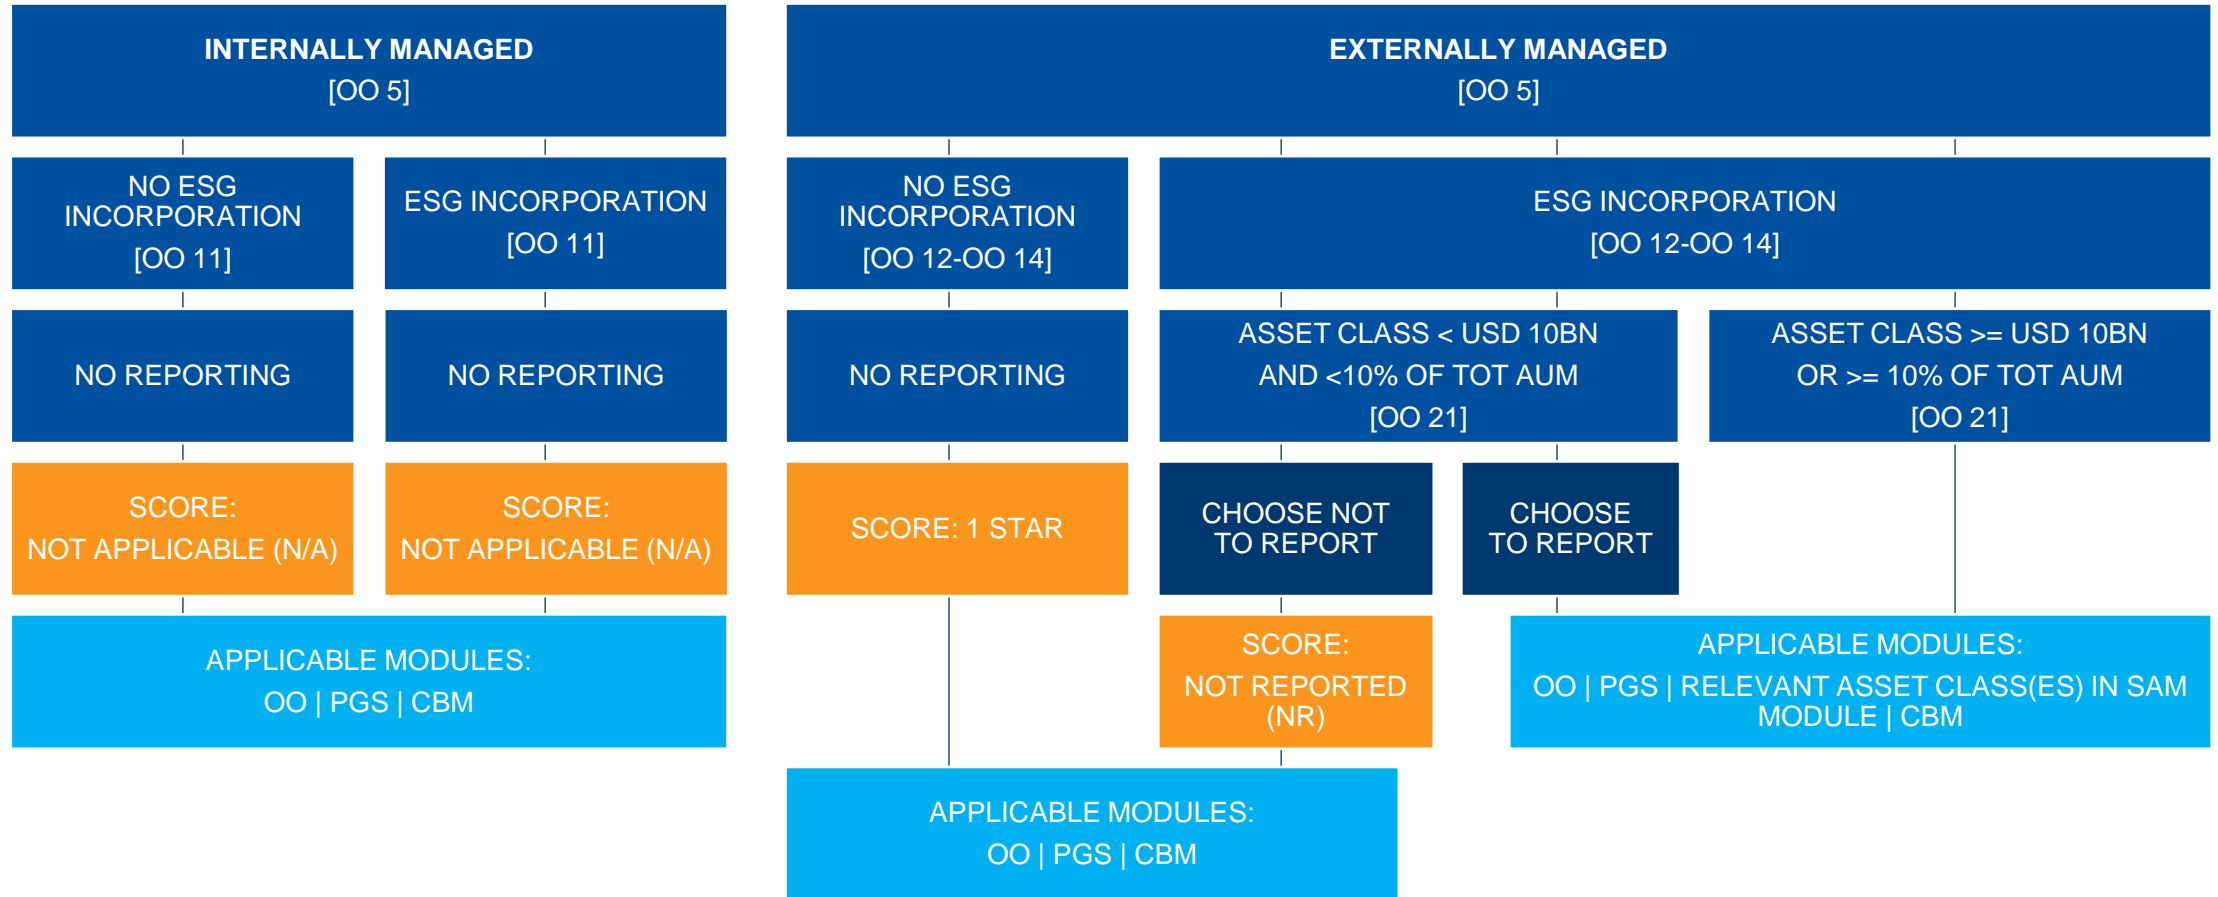 INTERNALLY MANAGED
[OO 5]
EXTERNALLY MANAGED
[OO 5]
NO ESG
INCORPORATION
[OO 11]
ESG INCORPORATION
[OO 11]
NO ESG
INCORPORATION
[OO 12-OO 14]
ESG INCORPORATION
[OO 12-OO 14]
NO REPORTING
NO REPORTING
NO REPORTING
ASSET CLASS < USD 10BN
AND <10% OF TOT AUM
[OO 21]
ASSET CLASS >= USD 10BN
OR >= 10% OF TOT AUM
[OO 21]
SCORE:
NOT APPLICABLE (N/A)
SCORE:
NOT APPLICABLE (N/A)
SCORE: 1 STAR
CHOOSE NOT
TO REPORT
CHOOSE
TO REPORT
APPLICABLE MODULES:
OO | PGS | CBM
SCORE:
NOT REPORTED
(NR)
APPLICABLE MODULES:
OO | PGS | RELEVANT ASSET CLASS(ES) IN SAM
MODULE | CBM
APPLICABLE MODULES:
OO | PGS | CBM